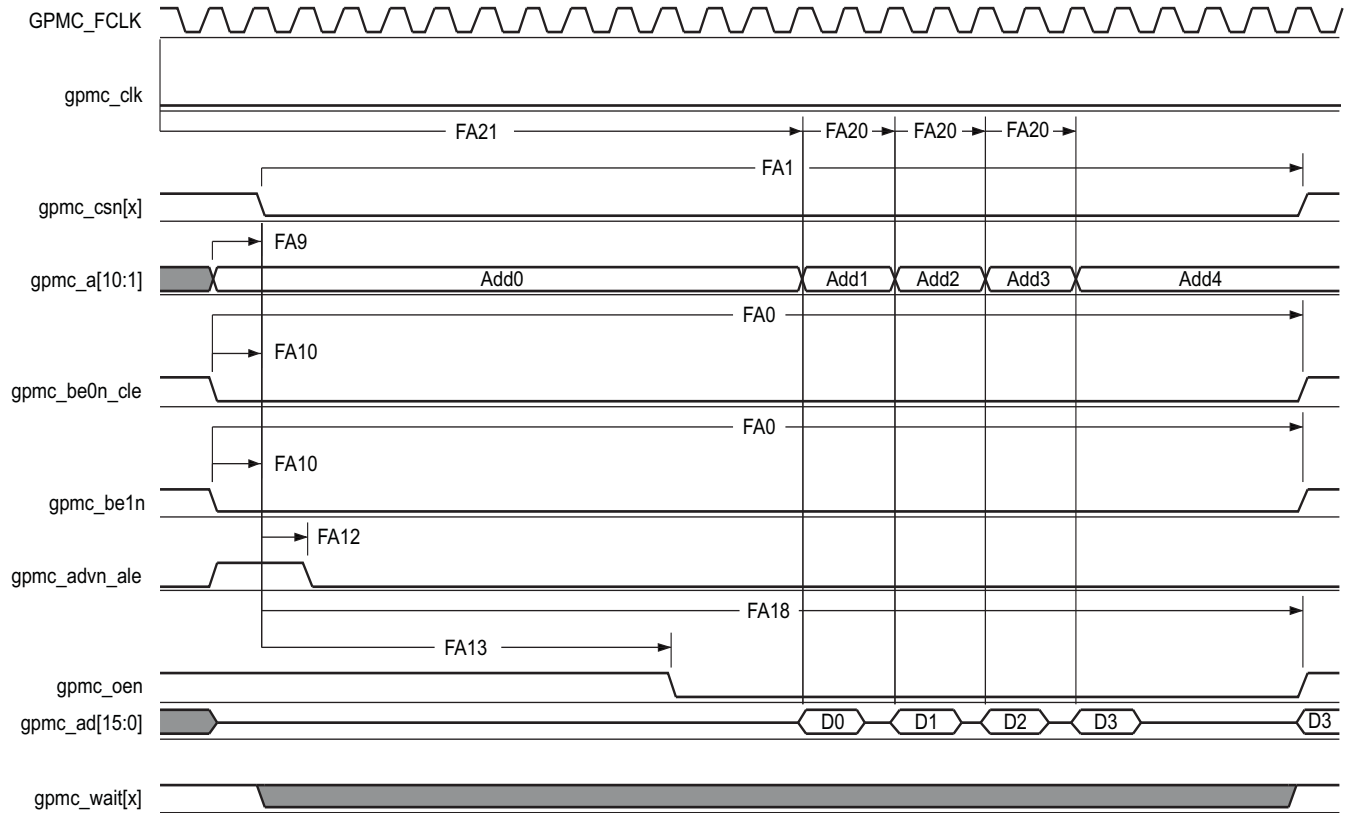 GPMC_FCLK
gpmc_clk
FA21 FA20 FA20 FA20
FA1
gpmc_csn[x]
FA9
gpmc_a[10:1] Add0 Add1 Add2 Add3 Add4
FA0
FA10
gpmc_be0n_cle
FA0
FA10
gpmc_be1n
FA12
gpmc_advn_ale
FA18
FA13
gpmc_oen
gpmc_ad[15:0] D0 D1 D2 D3 D3
gpmc_wait[x]